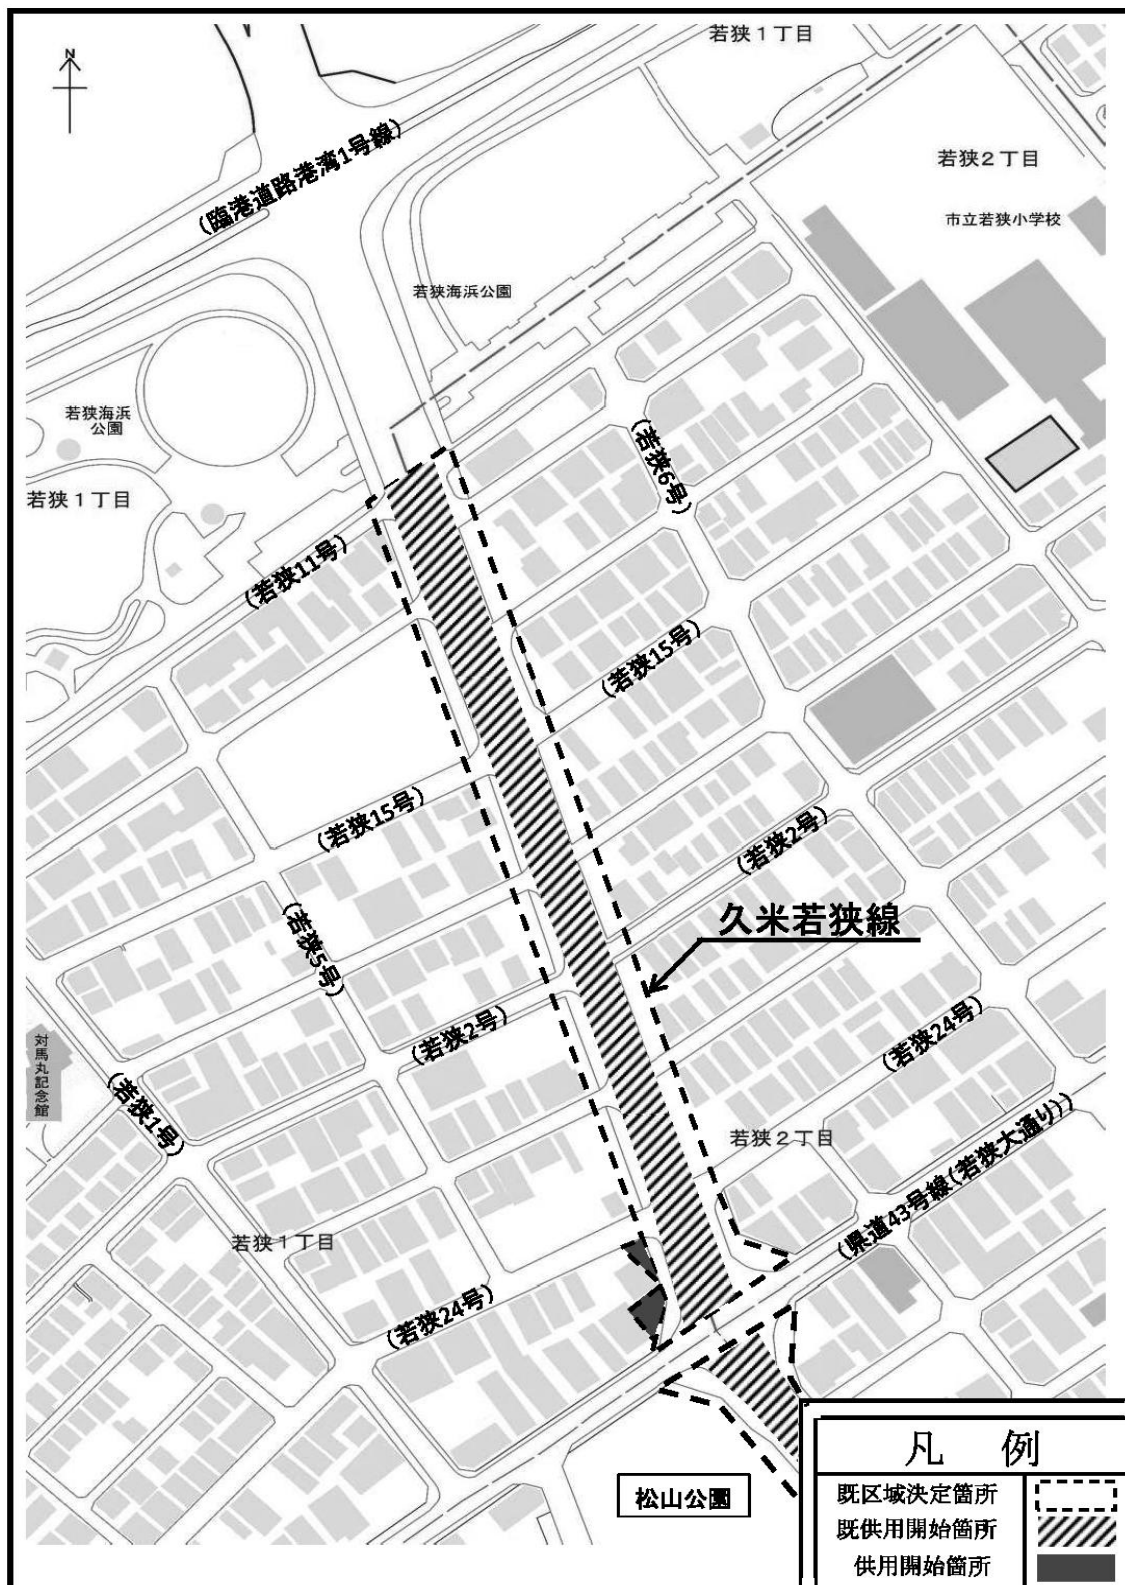 若狭1丁目
N
(臨港道路港湾1号線)
若狭2丁目
市立若狭小学校
若狭海浜公園
若狭海浜
公園
(若狭6号)
若狭1丁目
(若狭11号)
(若狭15号)
(若狭15号)
(若狭2号)
久米若狭線
(若狭5号)
(若狭2号)
(若狭24号)
対馬丸記念館
(若狭1号)
若狭2丁目
(県道43号線(若狭大通り))
若狭1丁目
(若狭24号)
松山公園
凡 例
既区域決定箇所
既供用開始箇所
供用開始箇所